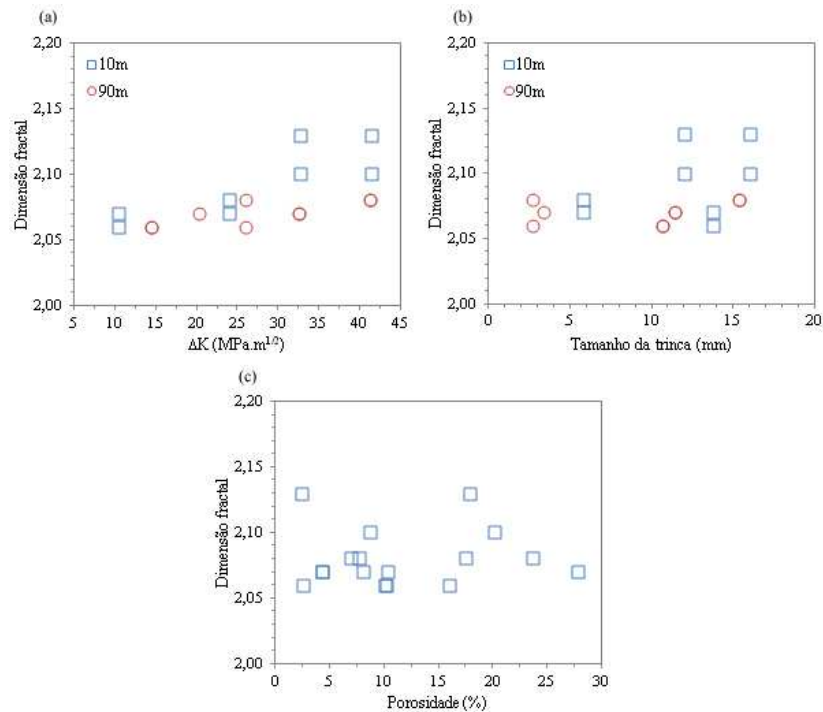 (a)
2,20
2,15
2,10
2,05
2,00
Dimensão fractal
10m
90m
5 10 15 20 25 30 35 40 45
ΔK (MPa.m1/2)
(b)
2,20
2,15
2,10
2,05
2,00
Dimensão fractal
10m
90m
0 5 10 15 20
Tamanho da trinca (mm)
(c)
2,20
2,15
2,10
2,05
2,00
Dimensão fractal
0 5 10 15 20 25 30
Porosidade (%)